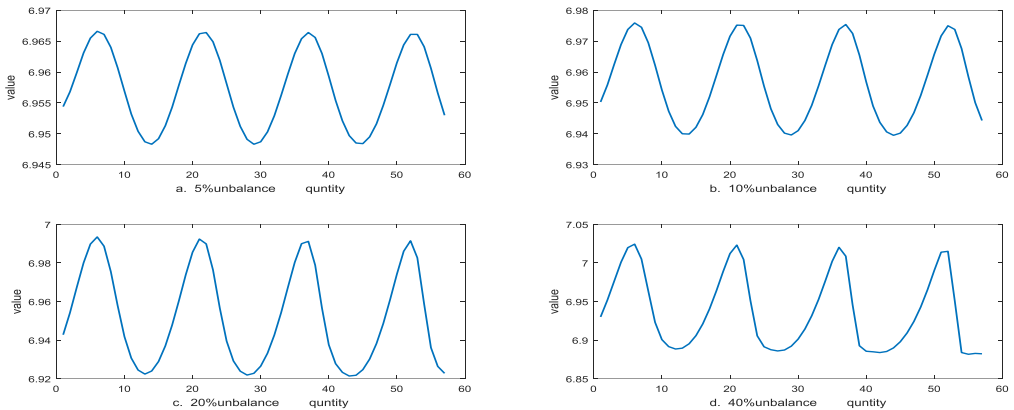 6.97
6.965
6.96
6.955
6.95
6.945
value
0 10 20 30 40 50 60
a. 5%unbalance quntity
6.98
6.97
6.96
6.95
6.94
6.93
value
0 10 20 30 40 50 60
b. 10%unbalance quntity
7
6.98
6.96
6.94
6.92
value
0 10 20 30 40 50 60
c. 20%unbalance quntity
7.05
7
6.95
6.9
6.85
value
0 10 20 30 40 50 60
d. 40%unbalance quntity